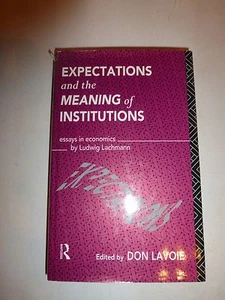 EXPECTATIONS
and the
MEANING of
INSTITUTIONS
essays in economics
by Ludwig Lachmann
Edited by DON LAVOIE